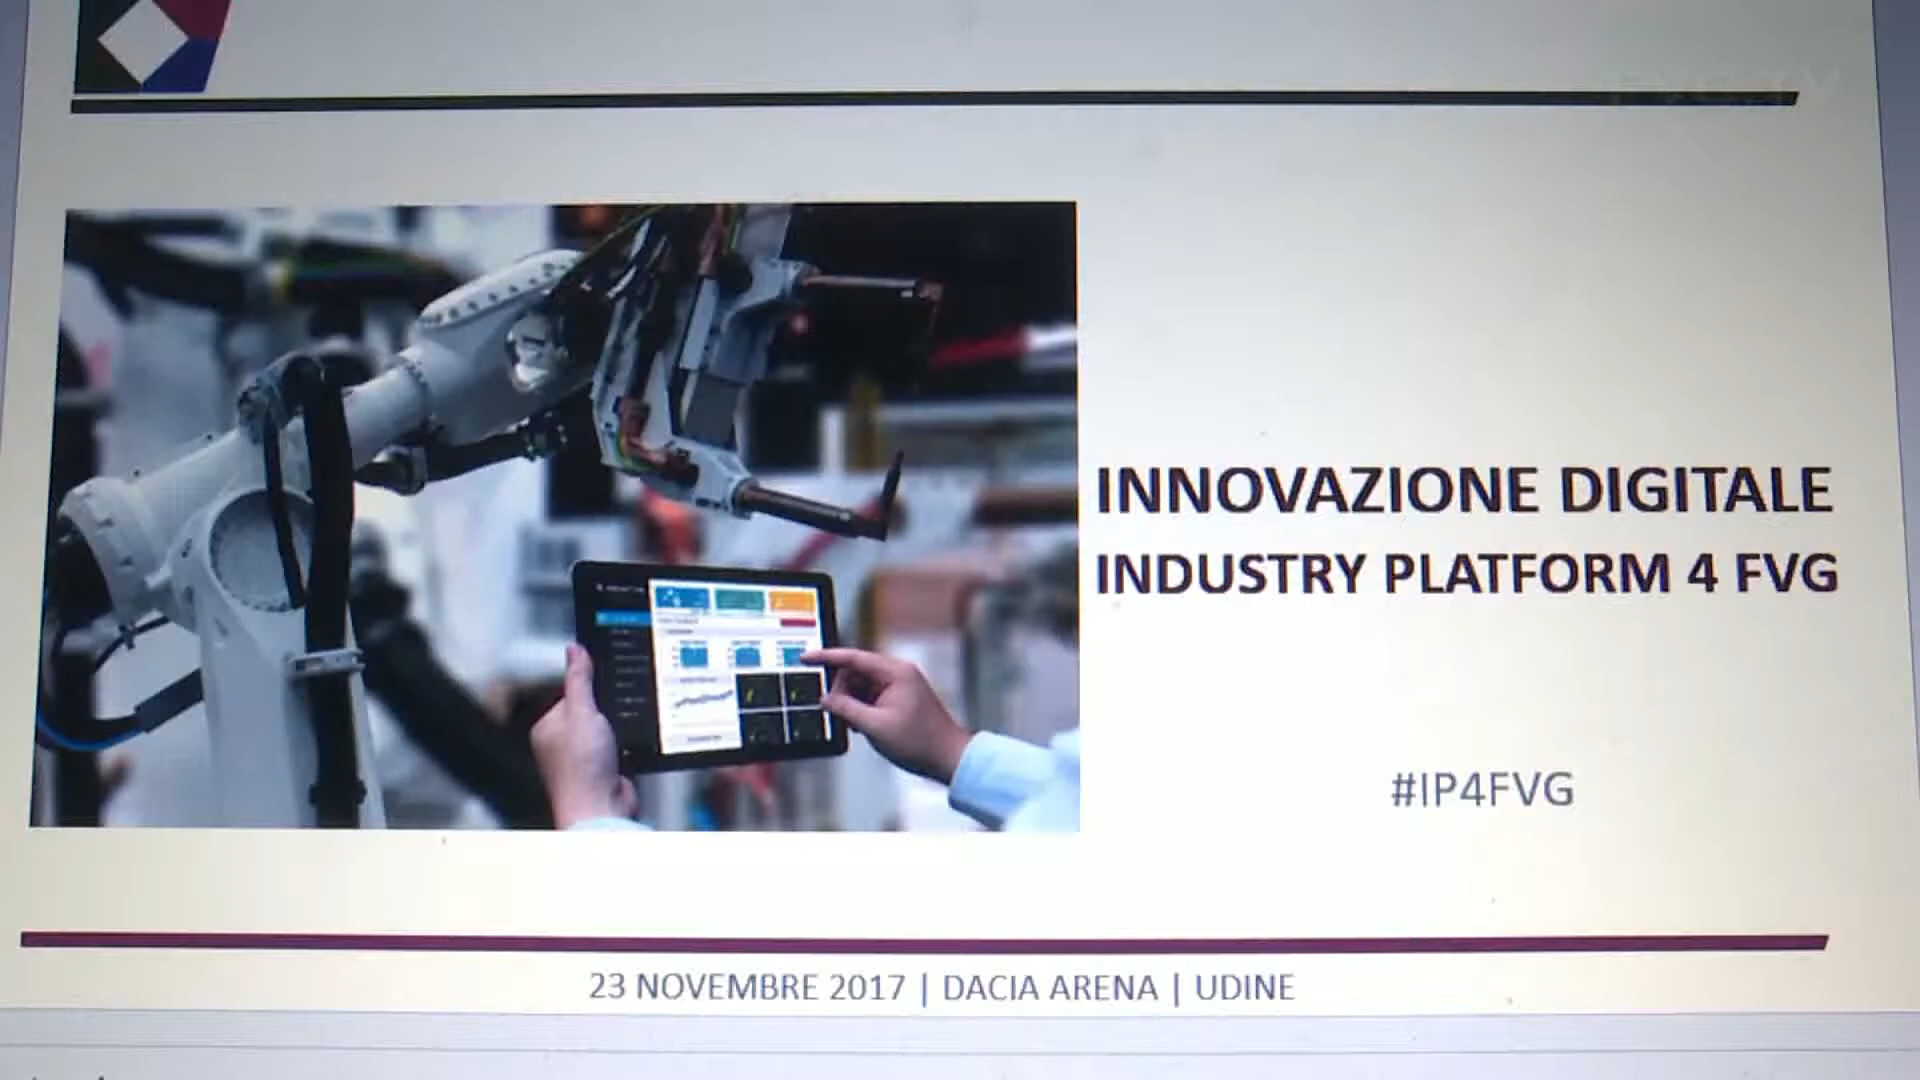 INNOVAZIONE DIGITALE
INDUSTRY PLATFORM 4 FVG
#IP4FVG
23 NOVEMBRE 2017 | DACIA ARENA | UDINE